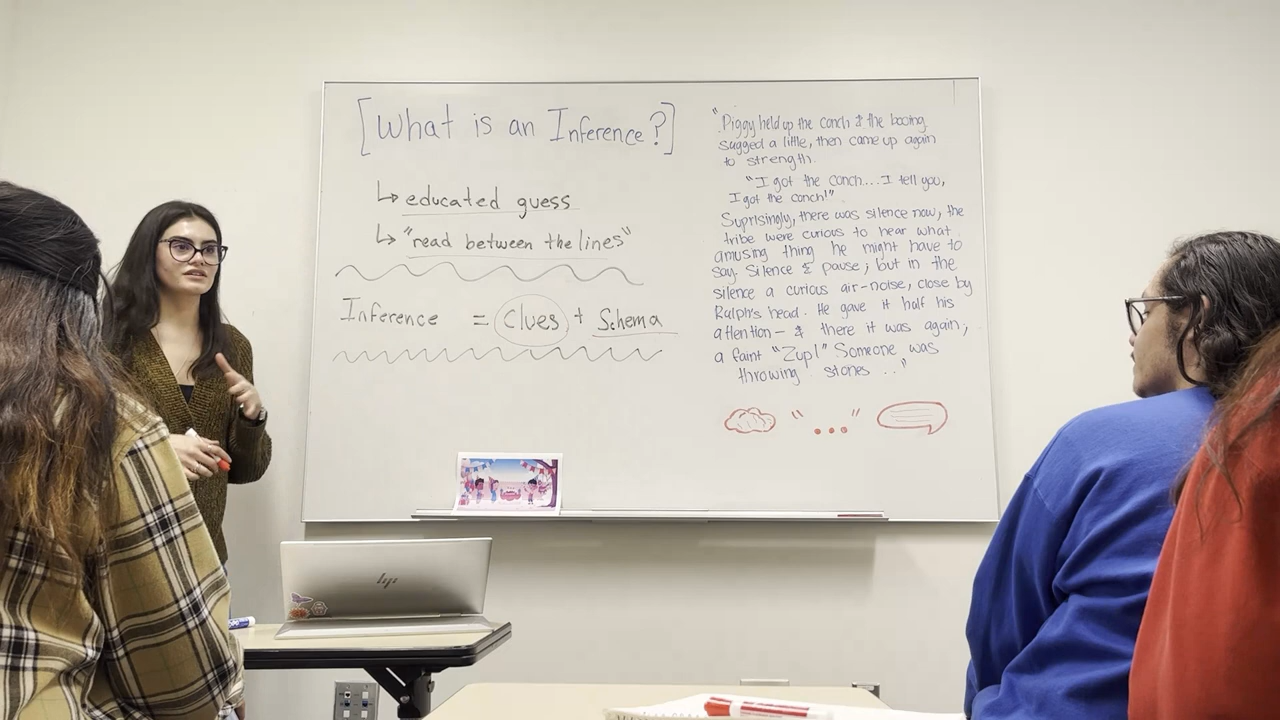 [What is an Inference?]
↳ educated guess
↳ "read between the lines"
Inference = Clues + Schema
"Piggy held up the conch & the booing
sagged a little, then came up again
to strength.
"I got the conch....I tell you,
I got the conch!"
Suprisingly, there was silence now, the
tribe were curious to hear what
amusing thing he might have to
say. Silence & pause; but in the
silence a curious air-noise, close by
Ralph's head. He gave it half his
attention – & there it was again;
a faint "Zup!" Someone was
throwing stones ..."
" ... "
hp